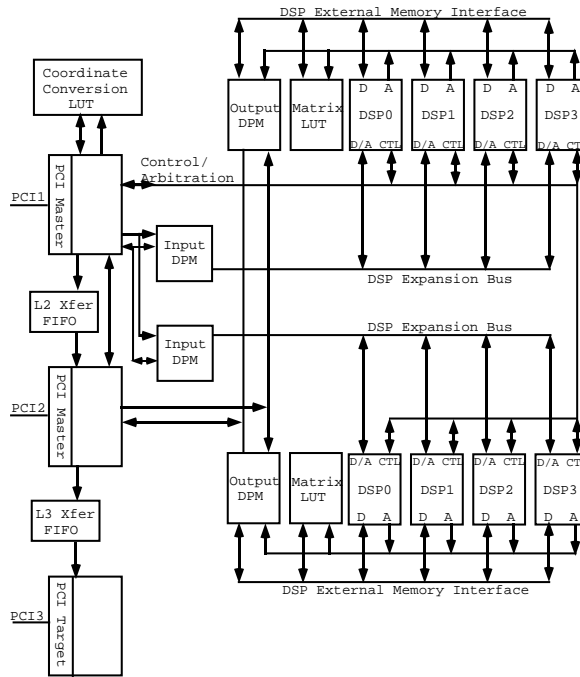 DSP External Memory Interface
Coordinate
Conversion
LUT
Output
DPM
Matrix
LUT
D A
DSP0
D/A CTL
D A
DSP1
D/A CTL
D A
DSP2
D/A CTL
D A
DSP3
D/A CTL
PCI1
PCI Master
Control/
Arbitration
Input
DPM
DSP Expansion Bus
L2 Xfer
FIFO
Input
DPM
DSP Expansion Bus
PCI2
PCI Master
Output
DPM
Matrix
LUT
D/A CTL
DSP0
D A
D/A CTL
DSP1
D A
D/A CTL
DSP2
D A
D/A CTL
DSP3
D A
L3 Xfer
FIFO
DSP External Memory Interface
PCI3
PCI Target